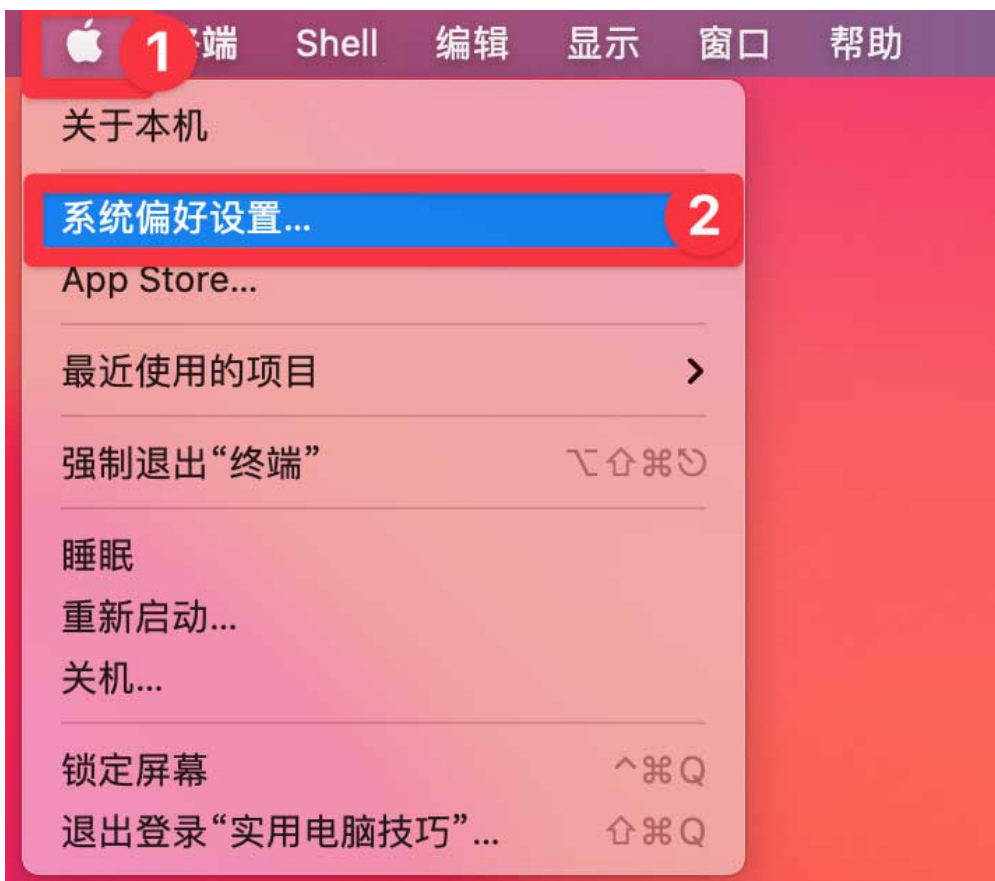 1 端 Shell 编辑 显示 窗口 帮助
关于本机
系统偏好设置... 2
App Store...
最近使用的项目
强制退出“终端” ⌥⇧⌘⎋
睡眠
重新启动...
关机...
锁定屏幕 ^⌘Q
退出登录“实用电脑技巧”... ⇧⌘Q